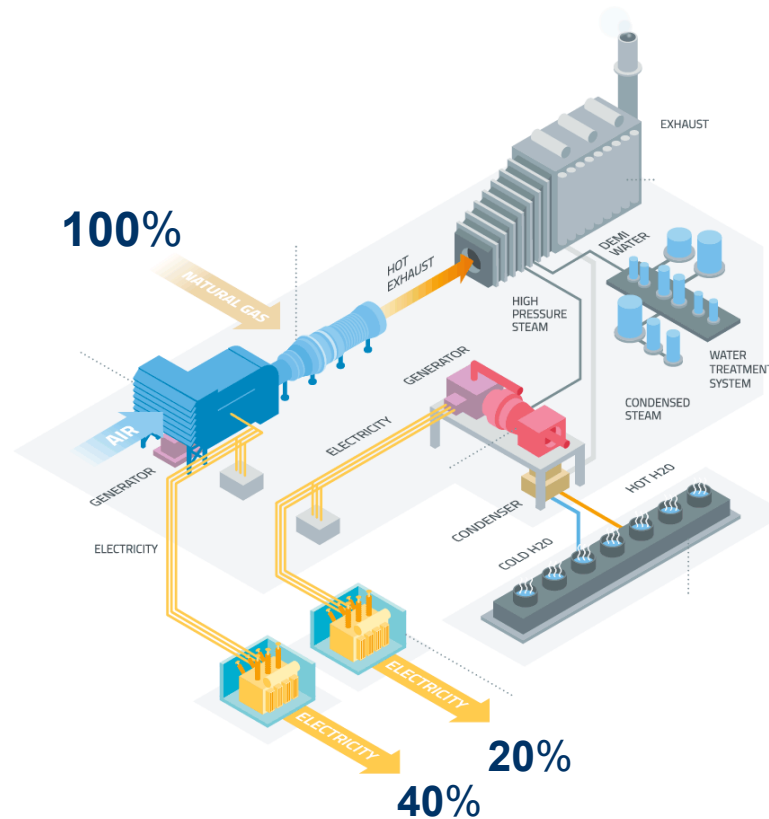 EXHAUST
100%
NATURAL GAS
HOT
EXHAUST
DEMI
WATER
HIGH
PRESSURE
STEAM
WATER
TREATMENT
SYSTEM
GENERATOR
CONDENSED
STEAM
AIR
ELECTRICITY
GENERATOR
HOT H20
CONDENSER
COLD H20
ELECTRICITY
ELECTRICITY
ELECTRICITY
20%
40%